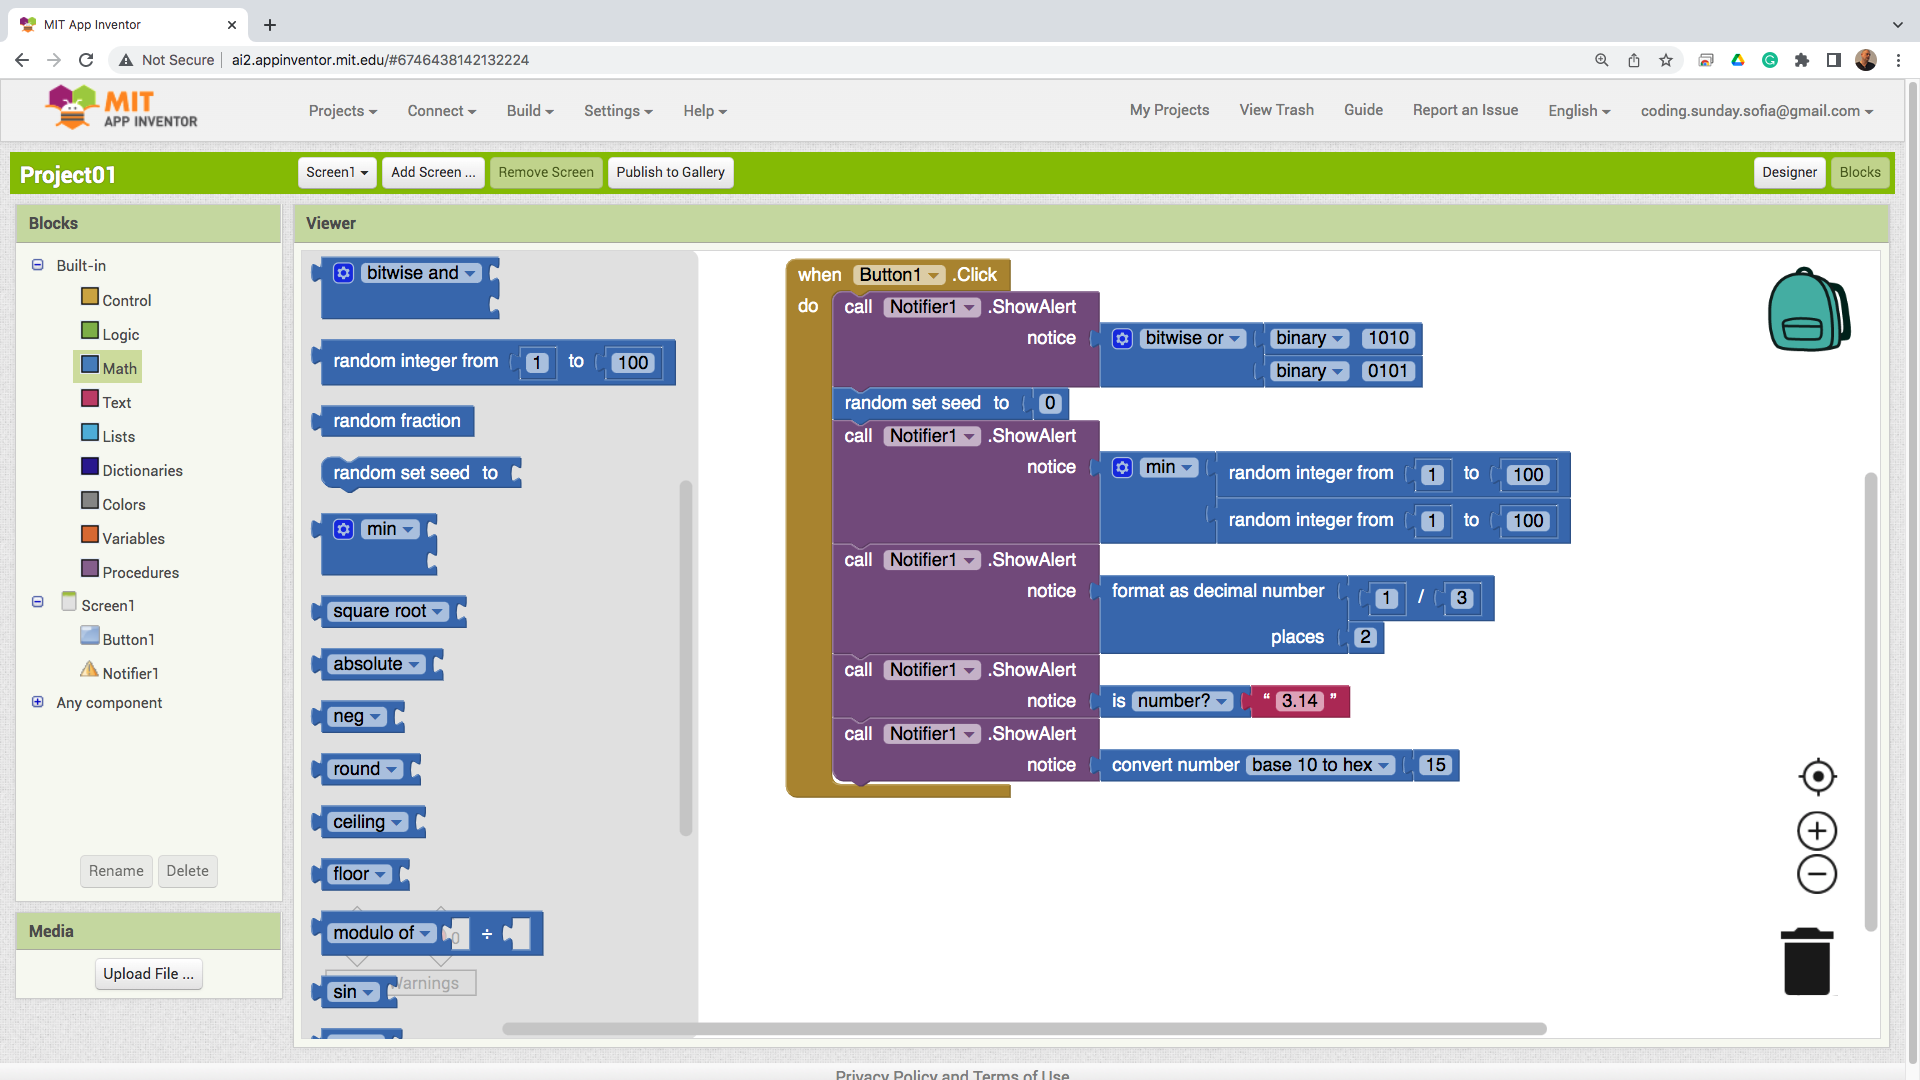 MIT App Inventor
Not Secure
ai2.appinventor.mit.edu/#6746438142132224
MIT
APP INVENTOR
Projects
Connect
Build
Settings
Help
My Projects
View Trash
Guide
Report an Issue
English
coding.sunday.sofia@gmail.com
Project01
Screen1
Add Screen ...
Remove Screen
Publish to Gallery
Designer
Blocks
Blocks
Built-in
Control
Logic
Math
Text
Lists
Dictionaries
Colors
Variables
Procedures
Screen1
Button1
Notifier1
Any component
Rename
Delete
Media
Upload File ...
Viewer
bitwise and
random integer from 1 to 100
random fraction
random set seed to
min
square root
absolute
neg
round
ceiling
floor
modulo of ÷
0
sin
Warnings
when Button1 .Click
do call Notifier1 .ShowAlert
notice bitwise or binary 1010
binary 0101
random set seed to 0
call Notifier1 .ShowAlert
notice min random integer from 1 to 100
random integer from 1 to 100
call Notifier1 .ShowAlert
notice format as decimal number 1 / 3
places 2
call Notifier1 .ShowAlert
notice is number? “ 3.14 ”
call Notifier1 .ShowAlert
notice convert number base 10 to hex 15
Privacy Policy and Terms of Use